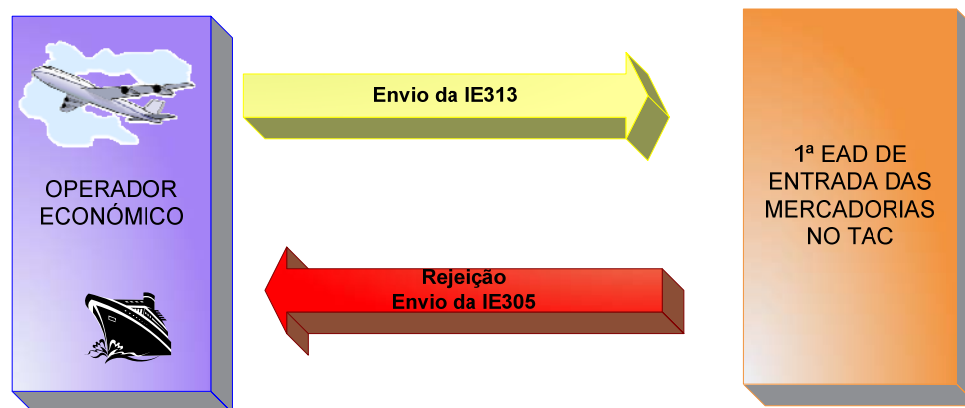 OPERADOR
ECONÓMICO
Envio da IE313
Rejeição
Envio da IE305
1ª EAD DE
ENTRADA DAS
MERCADORIAS
NO TAC